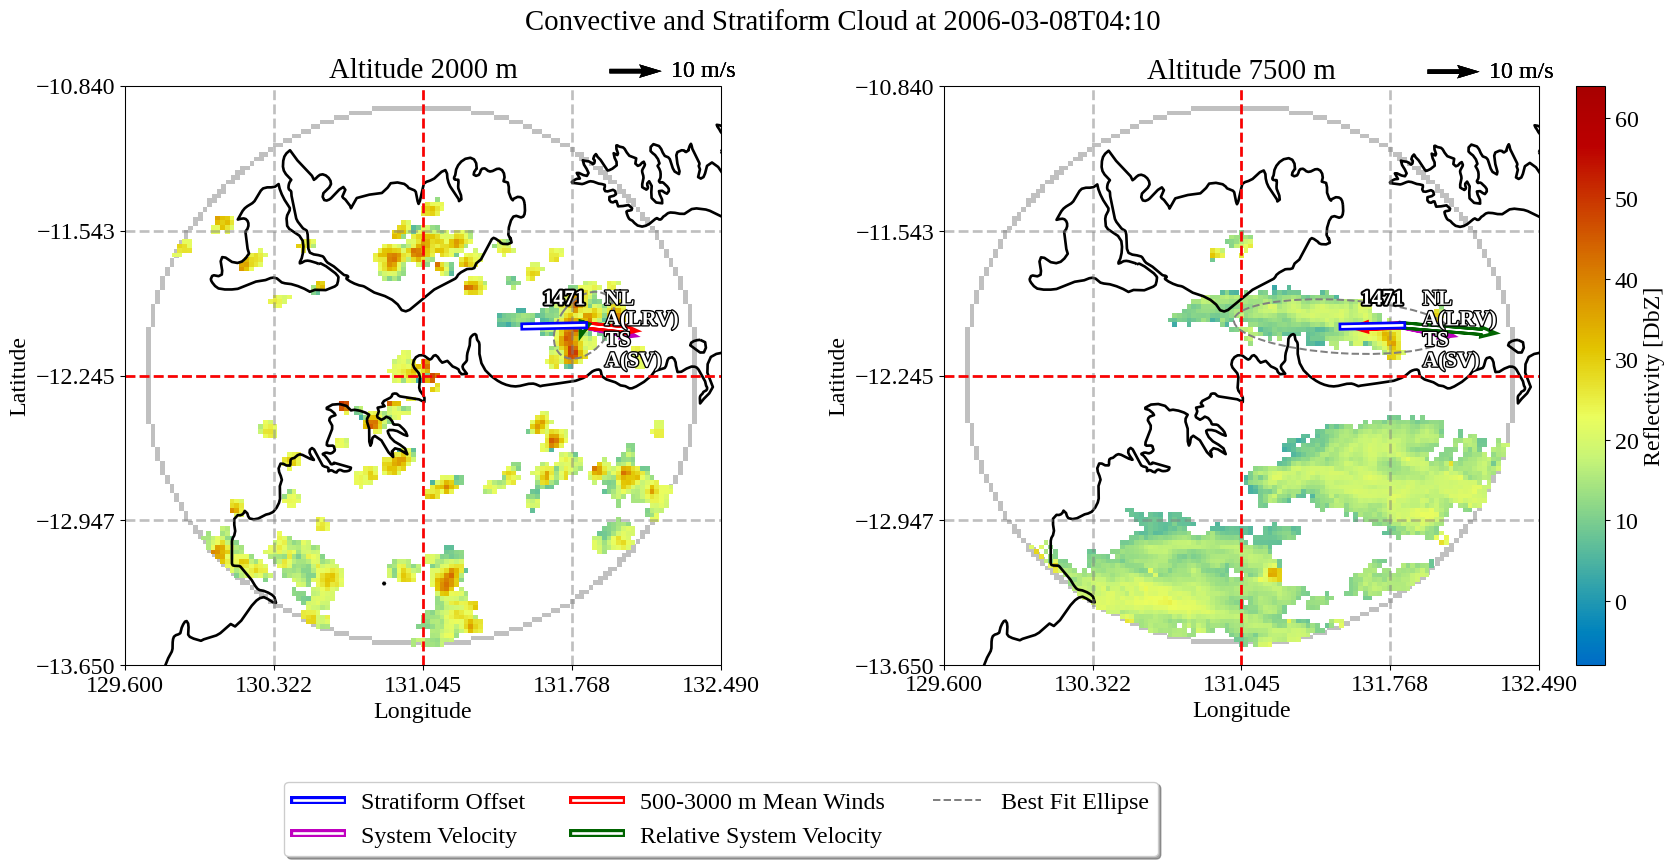 Convective and Stratiform Cloud at 2006-03-08T04:10
Altitude 2000 m
10 m/s
−10.840
−11.543
−12.245
−12.947
−13.650
129.600
130.322
131.045
131.768
132.490
Latitude
Longitude
1471
NL
A(LRV)
TS
A(SV)
Altitude 7500 m
10 m/s
−10.840
−11.543
−12.245
−12.947
−13.650
129.600
130.322
131.045
131.768
132.490
Latitude
Longitude
1471
NL
A(LRV)
TS
A(SV)
60
50
40
30
20
10
0
Reflectivity [DbZ]
Stratiform Offset
500-3000 m Mean Winds
Best Fit Ellipse
System Velocity
Relative System Velocity